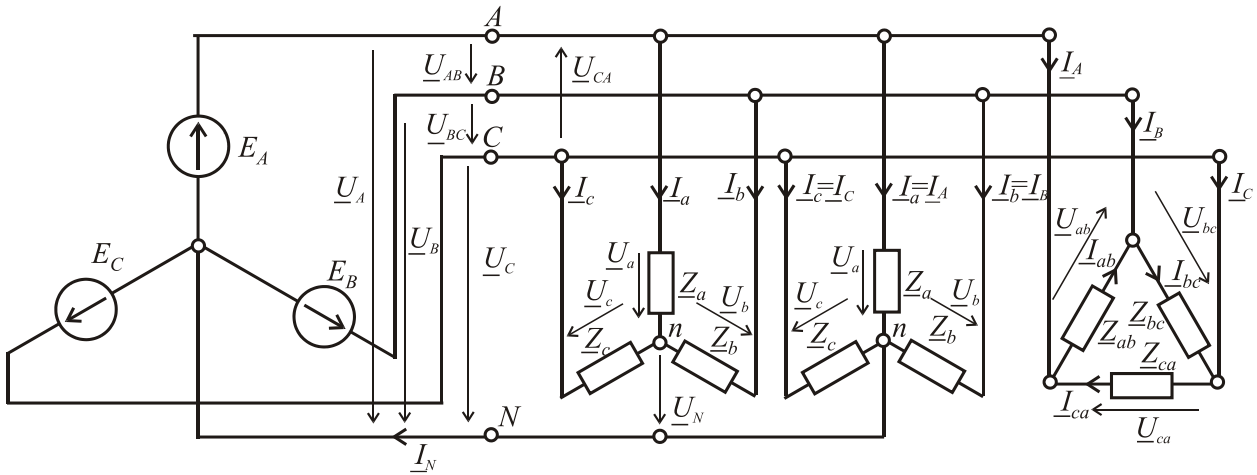 A
U_AB
U_CA
I_A
B
U_BC
C
I_B
E_A
U_A
I_c
I_a
I_b
I_c=I_C
I_a=I_A
I_b=I_B
I_C
U_ab
U_bc
E_C
E_B
U_B
U_C
U_a
U_c
Z_a
U_b
U_a
U_c
Z_a
U_b
I_ab
I_bc
Z_c
n
Z_b
Z_c
n
Z_b
Z_ab
Z_bc
Z_ca
N
U_N
I_N
I_ca
U_ca